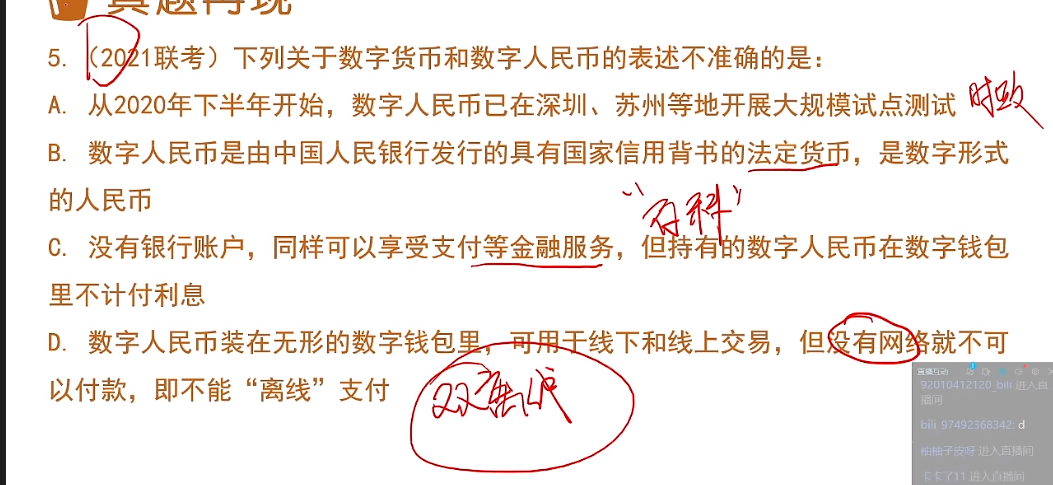 真题再现
5. （2021联考）下列关于数字货币和数字人民币的表述不准确的是：
D
A. 从2020年下半年开始，数字人民币已在深圳、苏州等地开展大规模试点测试
时政
B. 数字人民币是由中国人民银行发行的具有国家信用背书的法定货币，是数字形式
的人民币
“百科”
C. 没有银行账户，同样可以享受支付等金融服务，但持有的数字人民币在数字钱包
里不计付利息
D. 数字人民币装在无形的数字钱包里，可用于线下和线上交易，但没有网络就不可
以付款，即不能“离线”支付
双离线
直播互动
92010412120_bili 进入直
播间
bili_97492368342: d
柚柚子皮呀 进入直播间
卡卡了11 进入直播间